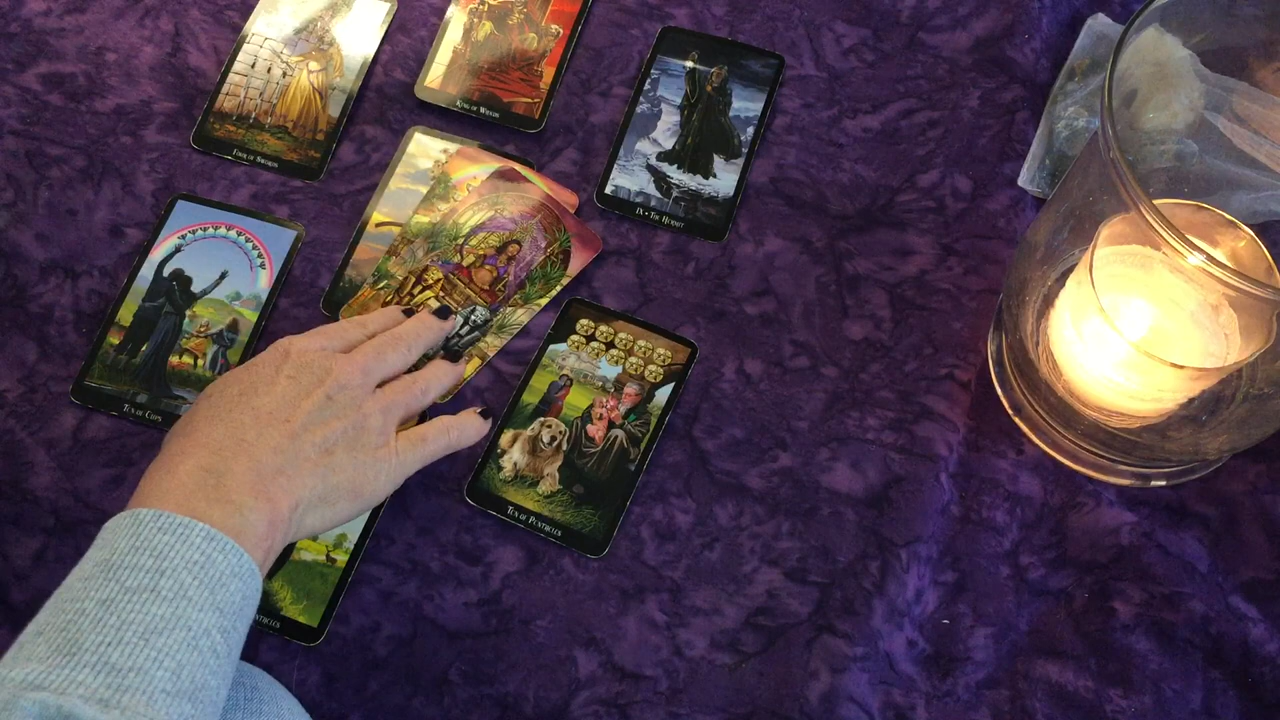 KING OF WANDS
FOUR OF SWORDS
IX • THE HERMIT
TEN OF CUPS
TEN OF PENTACLES